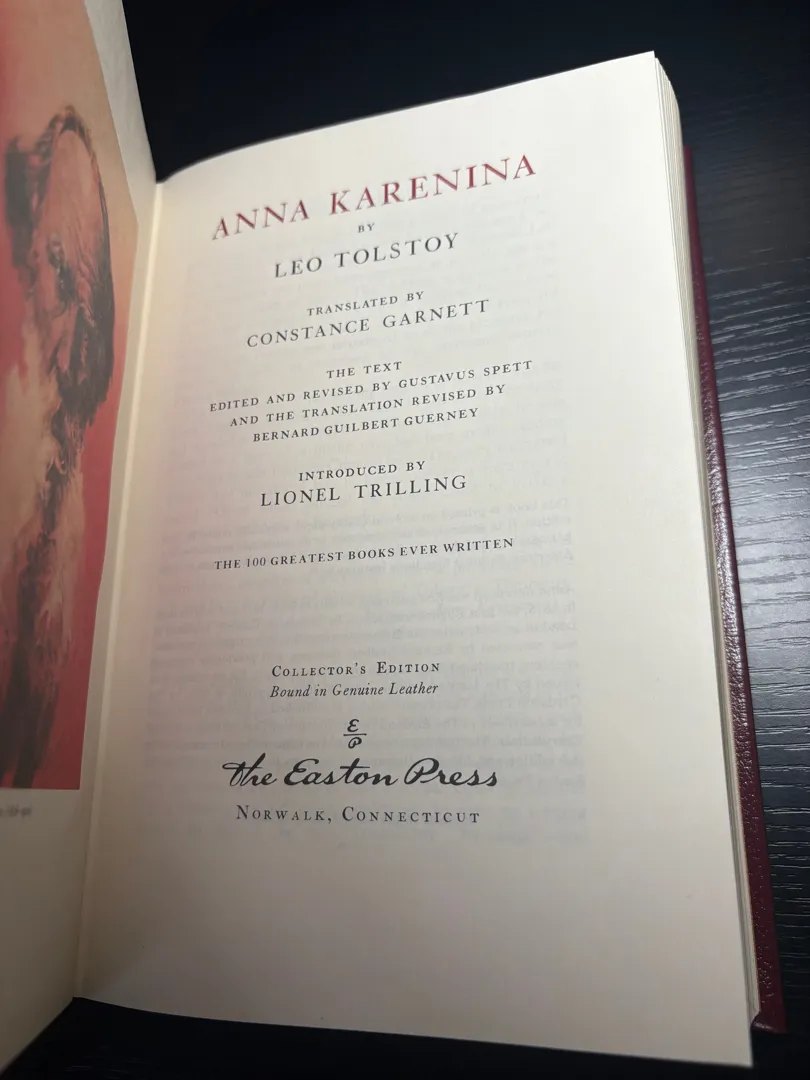 ANNA KARENINA
BY
LEO TOLSTOY
TRANSLATED BY
CONSTANCE GARNETT
THE TEXT
EDITED AND REVISED BY GUSTAVUS SPETT
AND THE TRANSLATION REVISED BY
BERNARD GUILBERT GUERNEY
INTRODUCED BY
LIONEL TRILLING
THE 100 GREATEST BOOKS EVER WRITTEN
COLLECTOR'S EDITION
Bound in Genuine Leather
E
P
The Easton Press
NORWALK, CONNECTICUT